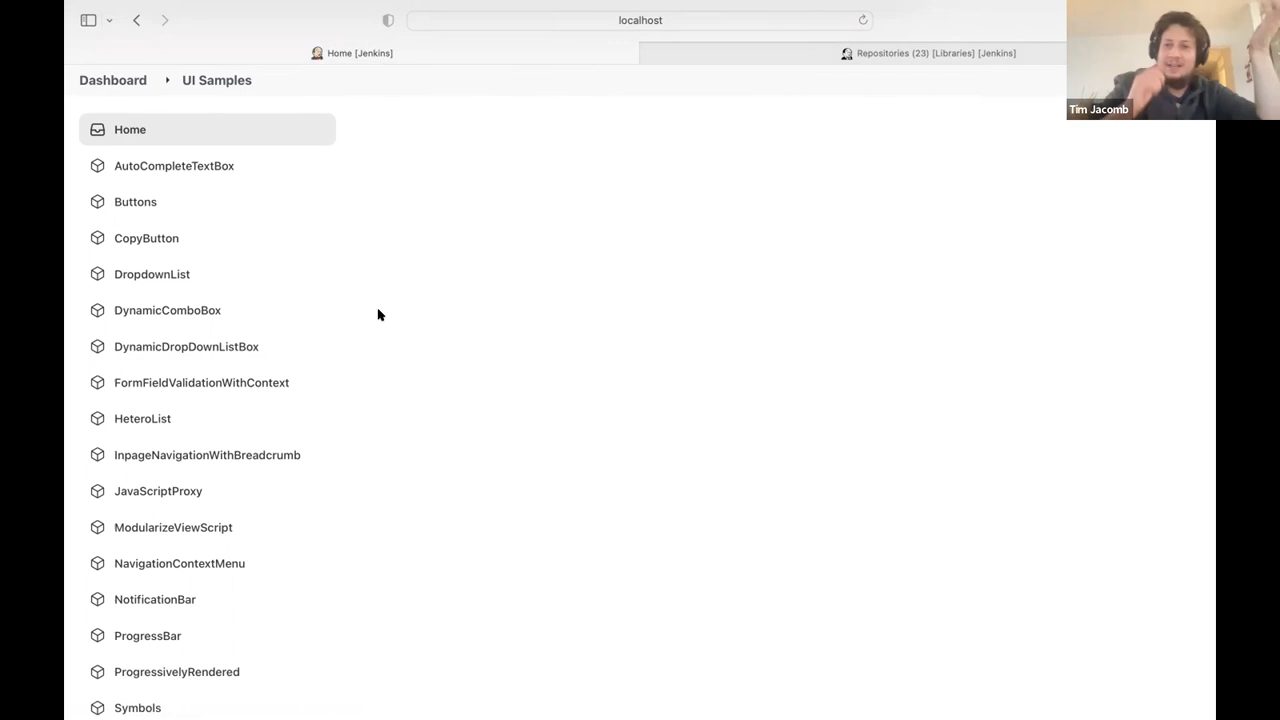 localhost
Home [Jenkins]
Repositories (23) [Libraries] [Jenkins]
Dashboard
UI Samples
Tim Jacomb
Home
AutoCompleteTextBox
Buttons
CopyButton
DropdownList
DynamicComboBox
DynamicDropDownListBox
FormFieldValidationWithContext
HeteroList
InpageNavigationWithBreadcrumb
JavaScriptProxy
ModularizeViewScript
NavigationContextMenu
NotificationBar
ProgressBar
ProgressivelyRendered
Symbols